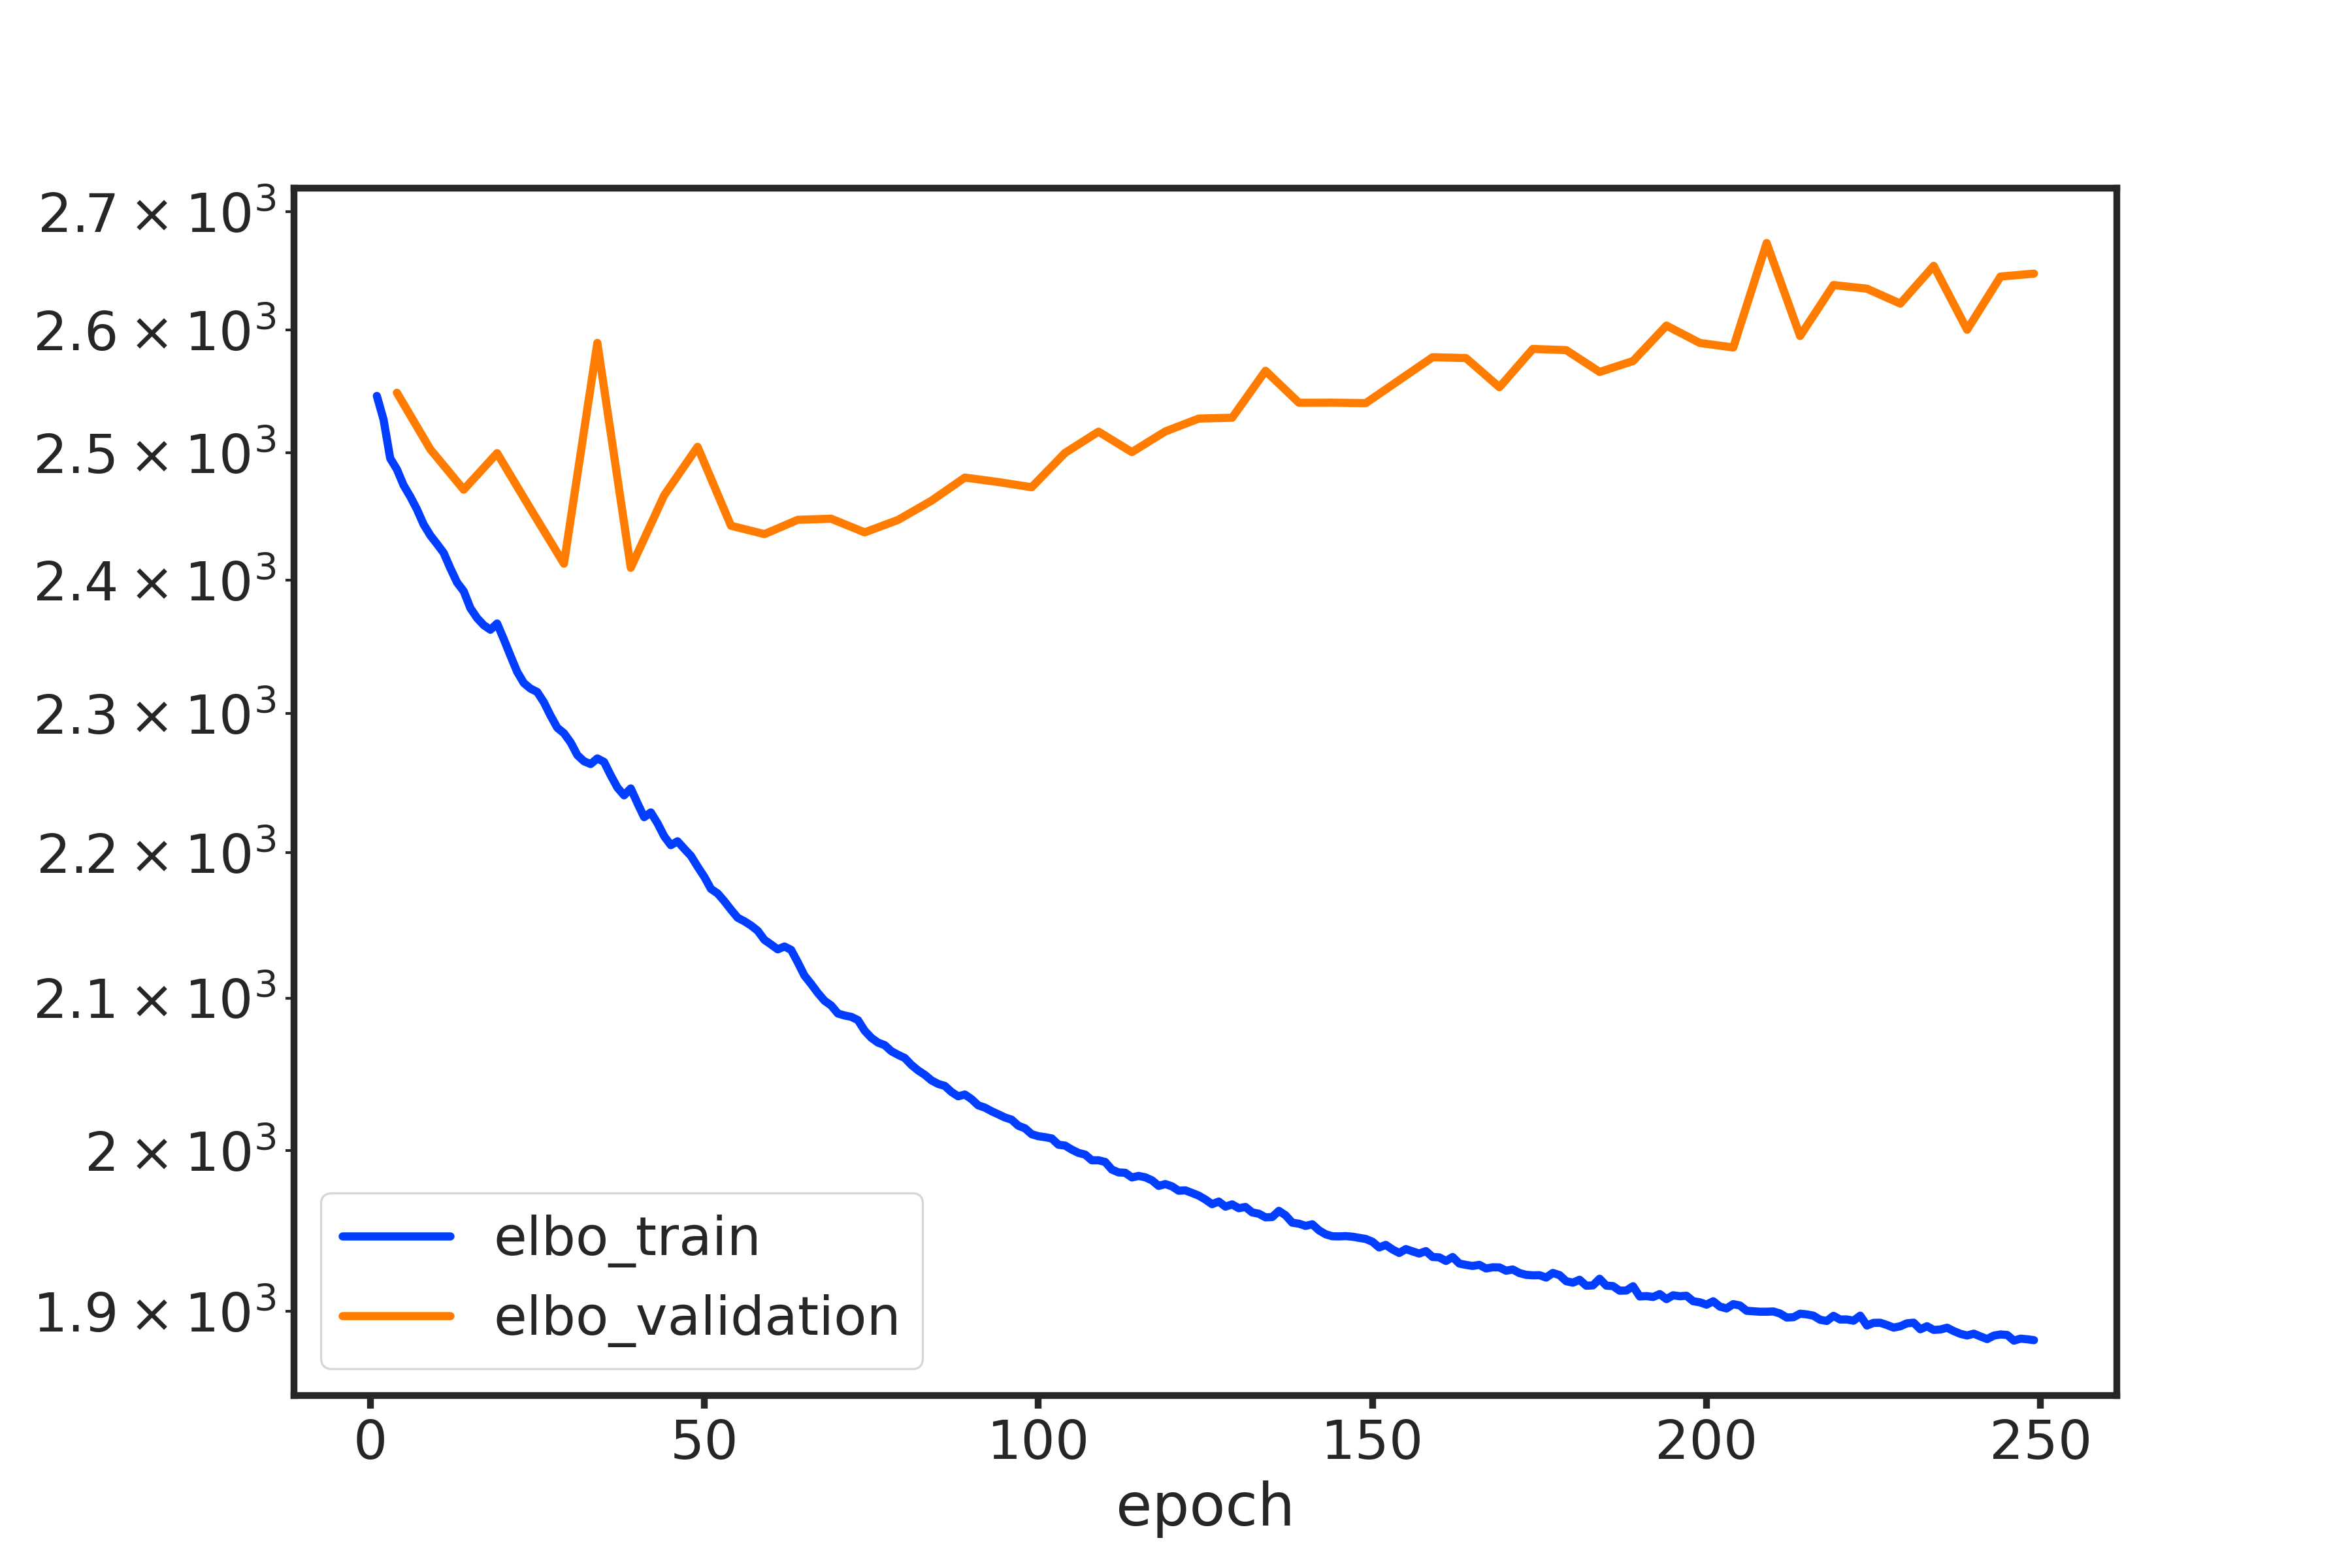 2.7 × 10³
2.6 × 10³
2.5 × 10³
2.4 × 10³
2.3 × 10³
2.2 × 10³
2.1 × 10³
2 × 10³
1.9 × 10³
elbo_train
elbo_validation
0 50 100 150 200 250
epoch